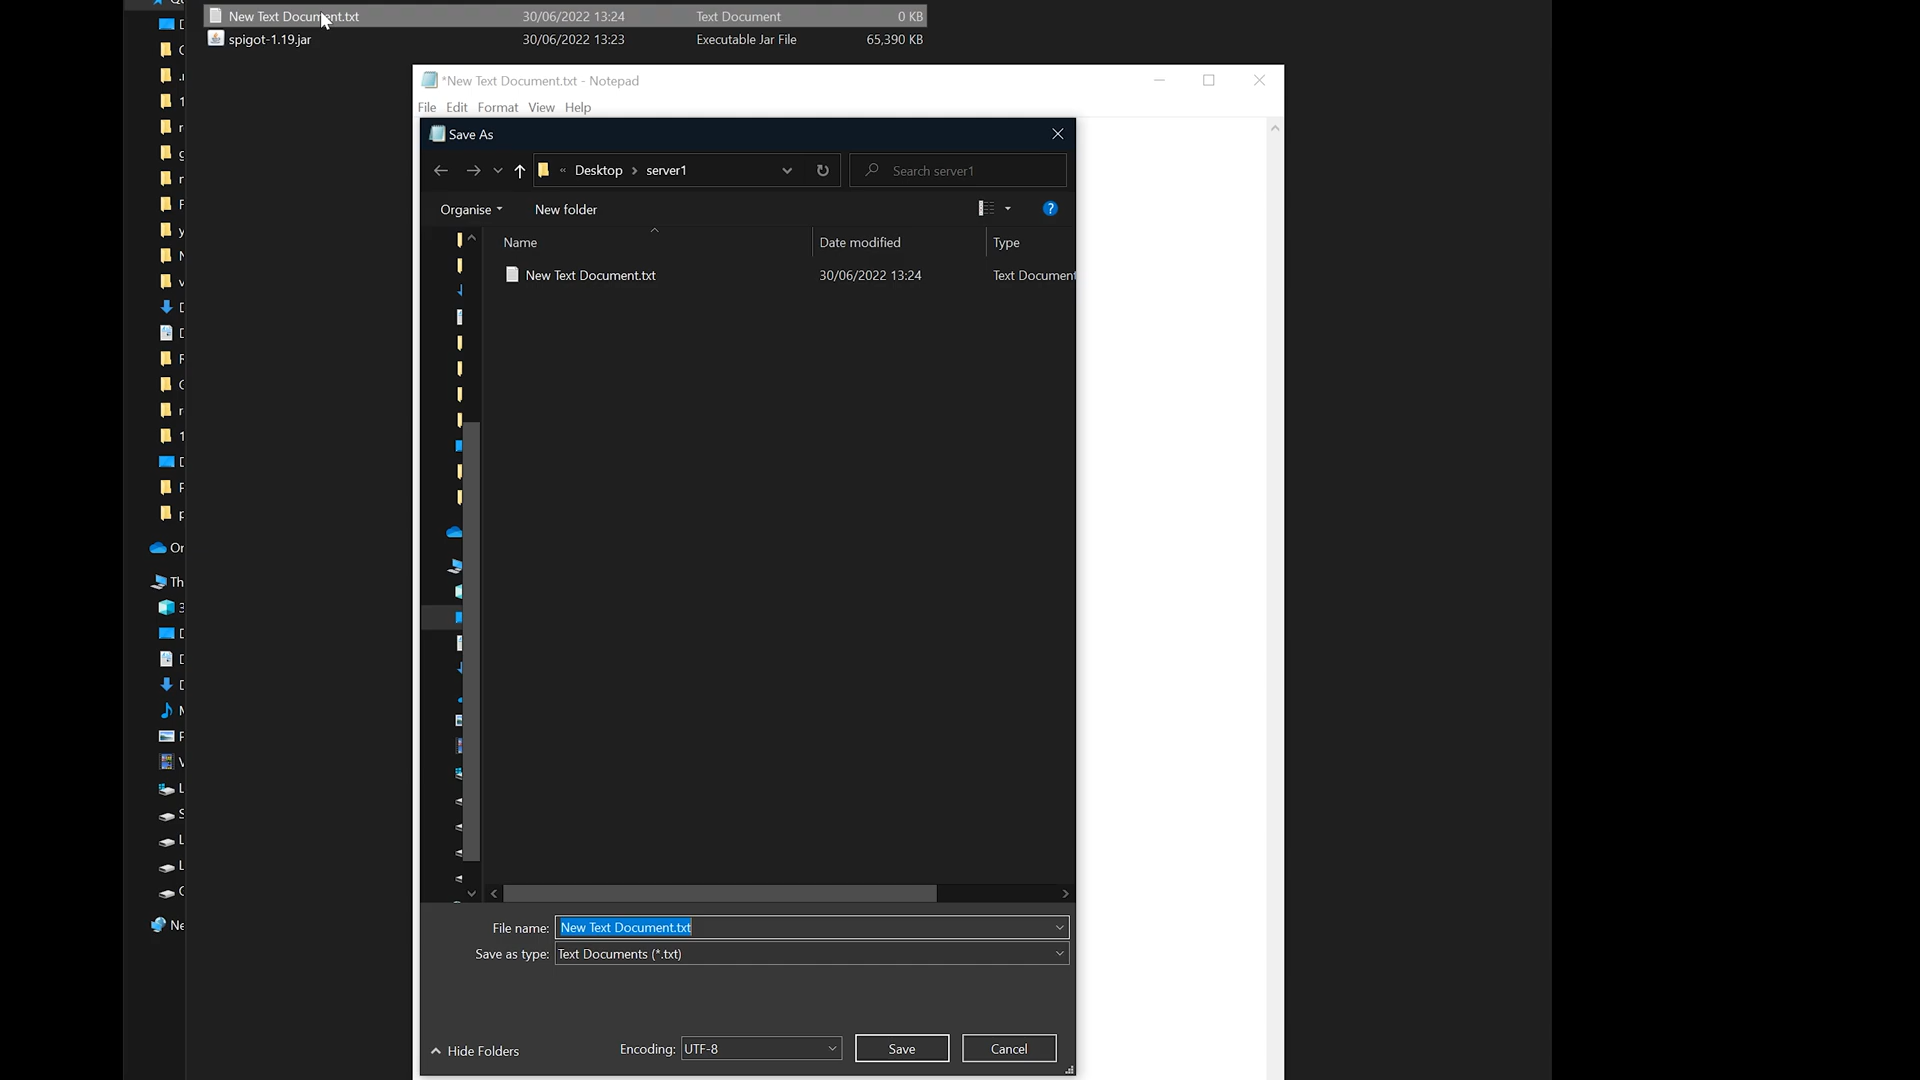 New Text Document.txt 30/06/2022 13:24 Text Document 0 KB
spigot-1.19.jar 30/06/2022 13:23 Executable Jar File 65,390 KB
*New Text Document.txt - Notepad
File Edit Format View Help
Save As
« Desktop > server1
Search server1
Organise New folder
Name Date modified Type
New Text Document.txt 30/06/2022 13:24 Text Document
File name: New Text Document.txt
Save as type: Text Documents (*.txt)
Hide Folders Encoding: UTF-8 Save Cancel